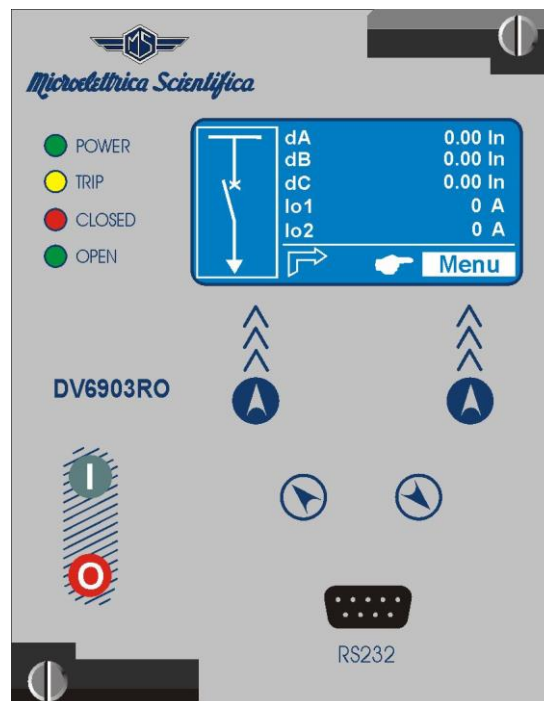 MS
Microelettrica Scientifica
POWER
TRIP
CLOSED
OPEN
dA 0.00 In
dB 0.00 In
dC 0.00 In
Io1 0 A
Io2 0 A
Menu
DV6903RO
I
O
RS232